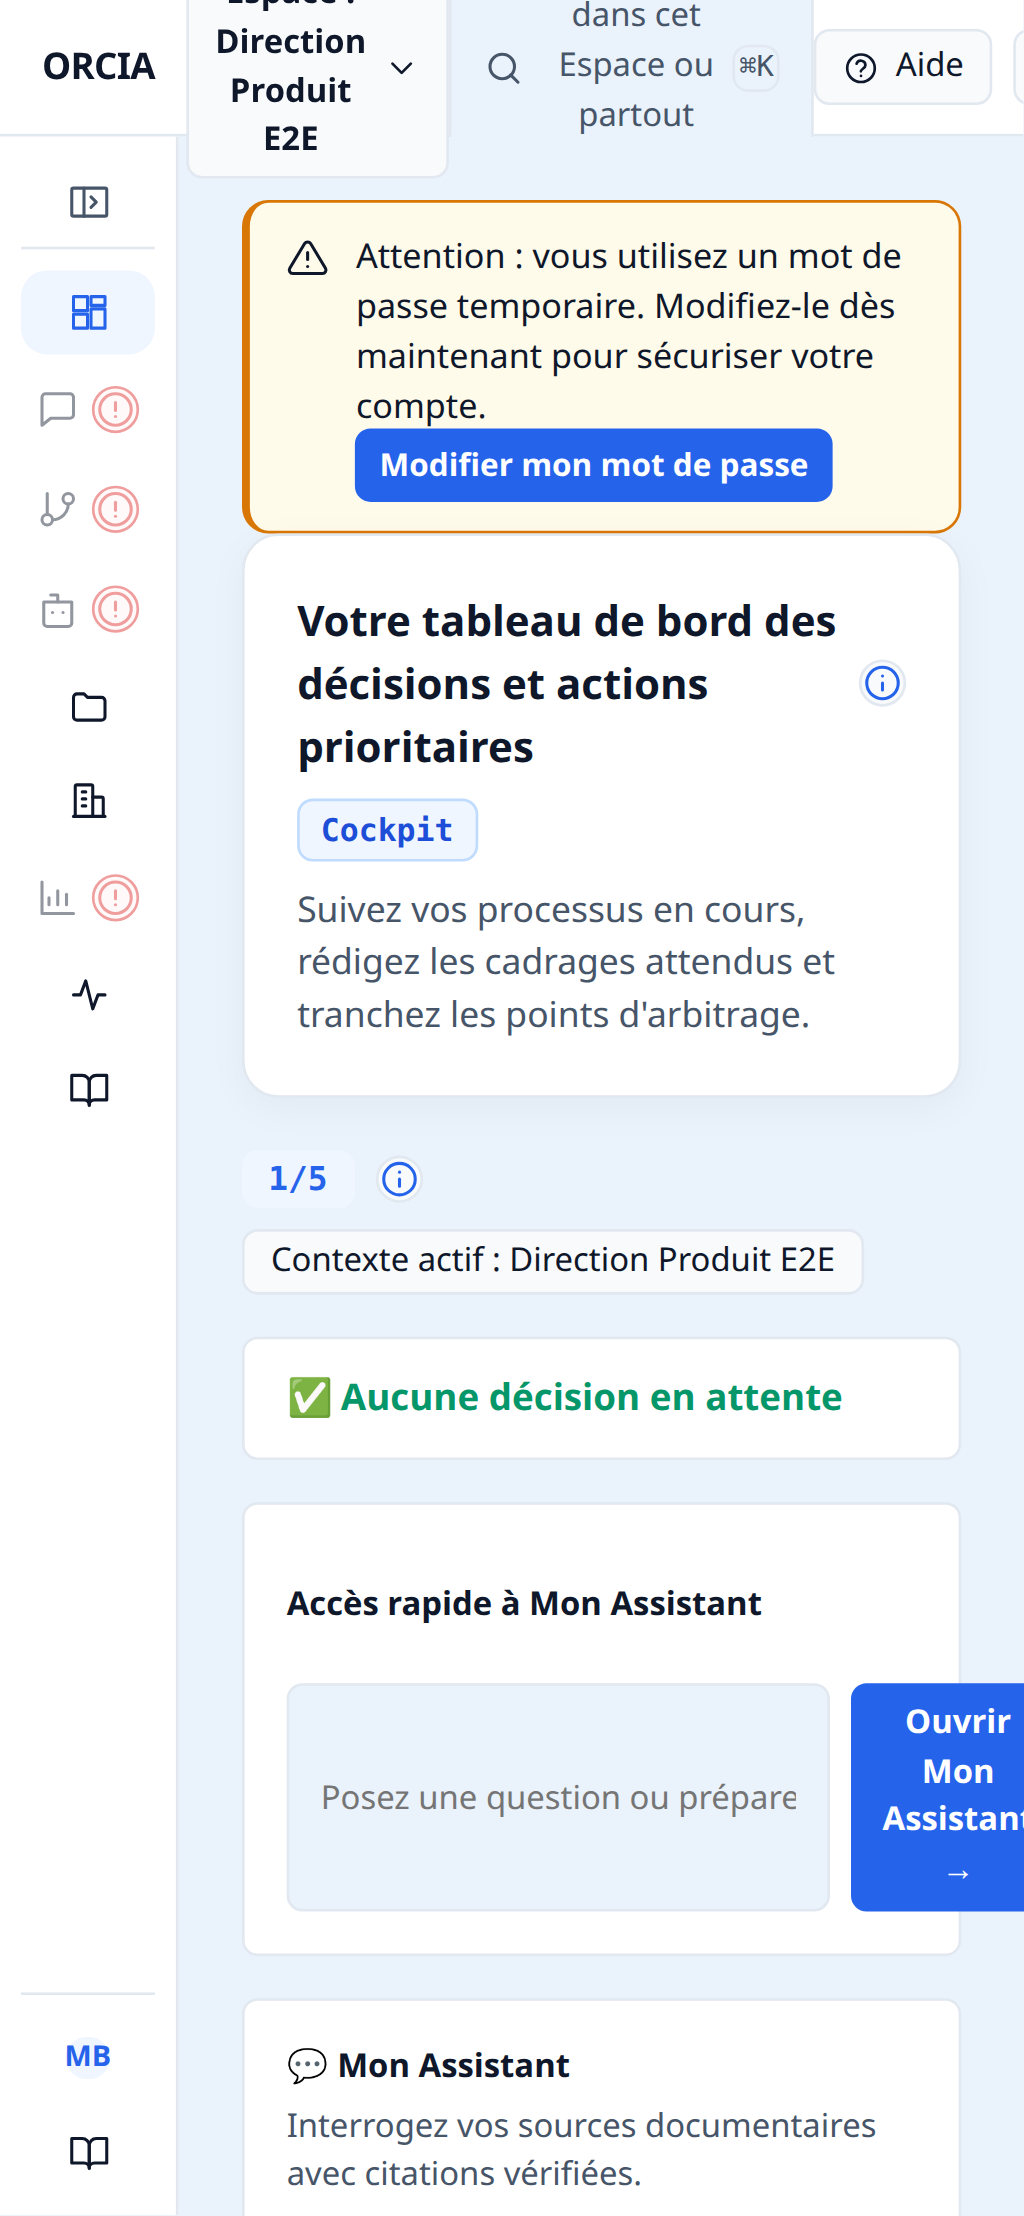 ORCIA
Espace :
Direction
Produit
E2E
dans cet
Espace ou
partout
⌘K
Aide
Attention : vous utilisez un mot de
passe temporaire. Modifiez-le dès
maintenant pour sécuriser votre
compte.
Modifier mon mot de passe
Votre tableau de bord des
décisions et actions
prioritaires
Cockpit
Suivez vos processus en cours,
rédigez les cadrages attendus et
tranchez les points d'arbitrage.
1/5
Contexte actif : Direction Produit E2E
✅ Aucune décision en attente
Accès rapide à Mon Assistant
Posez une question ou prépare
Ouvrir
Mon
Assistant
→
💬 Mon Assistant
Interrogez vos sources documentaires
avec citations vérifiées.
MB